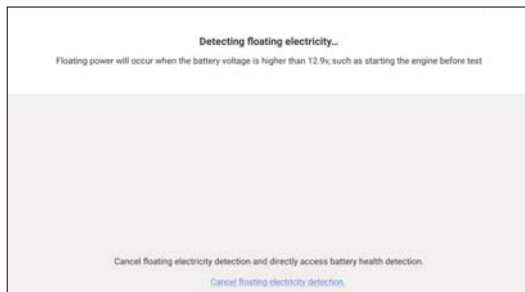 Detecting floating electricity...
Floating power will occur when the battery voltage is higher than 12.9v, such as starting the engine before test
Cancel floating electricity detection and directly access battery health detection.
Cancel floating electricity detection.